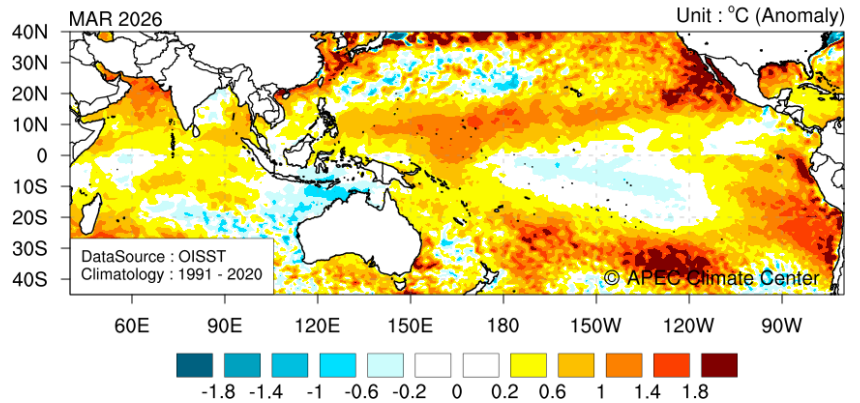 MAR 2026
Unit : °C (Anomaly)
40N
30N
20N
10N
0
10S
20S
30S
40S
DataSource : OISST
Climatology : 1991 - 2020
© APEC Climate Center
60E 90E 120E 150E 180 150W 120W 90W
-1.8 -1.4 -1 -0.6 -0.2 0 0.2 0.6 1 1.4 1.8